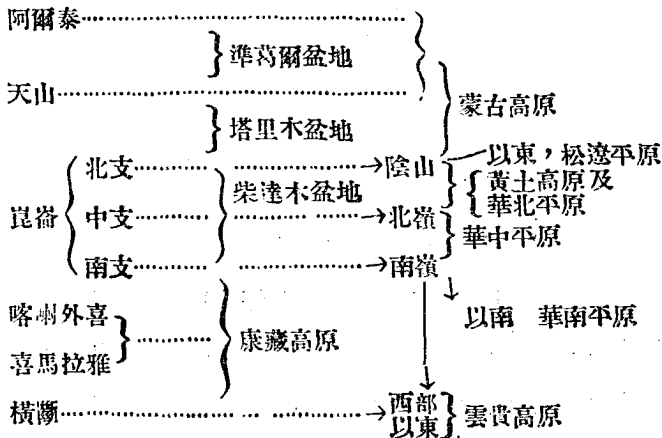 阿爾泰
準葛爾盆地
天山
蒙古高原
塔里木盆地
以東，松遼平原
北支 陰山
黃土高原及
柴達木盆地
華北平原
崑崙 中支 北嶺
華中平原
南支 南嶺
喀喇外喜
以南 華南平原
康藏高原
喜馬拉雅
橫斷 西部
以東
雲貴高原